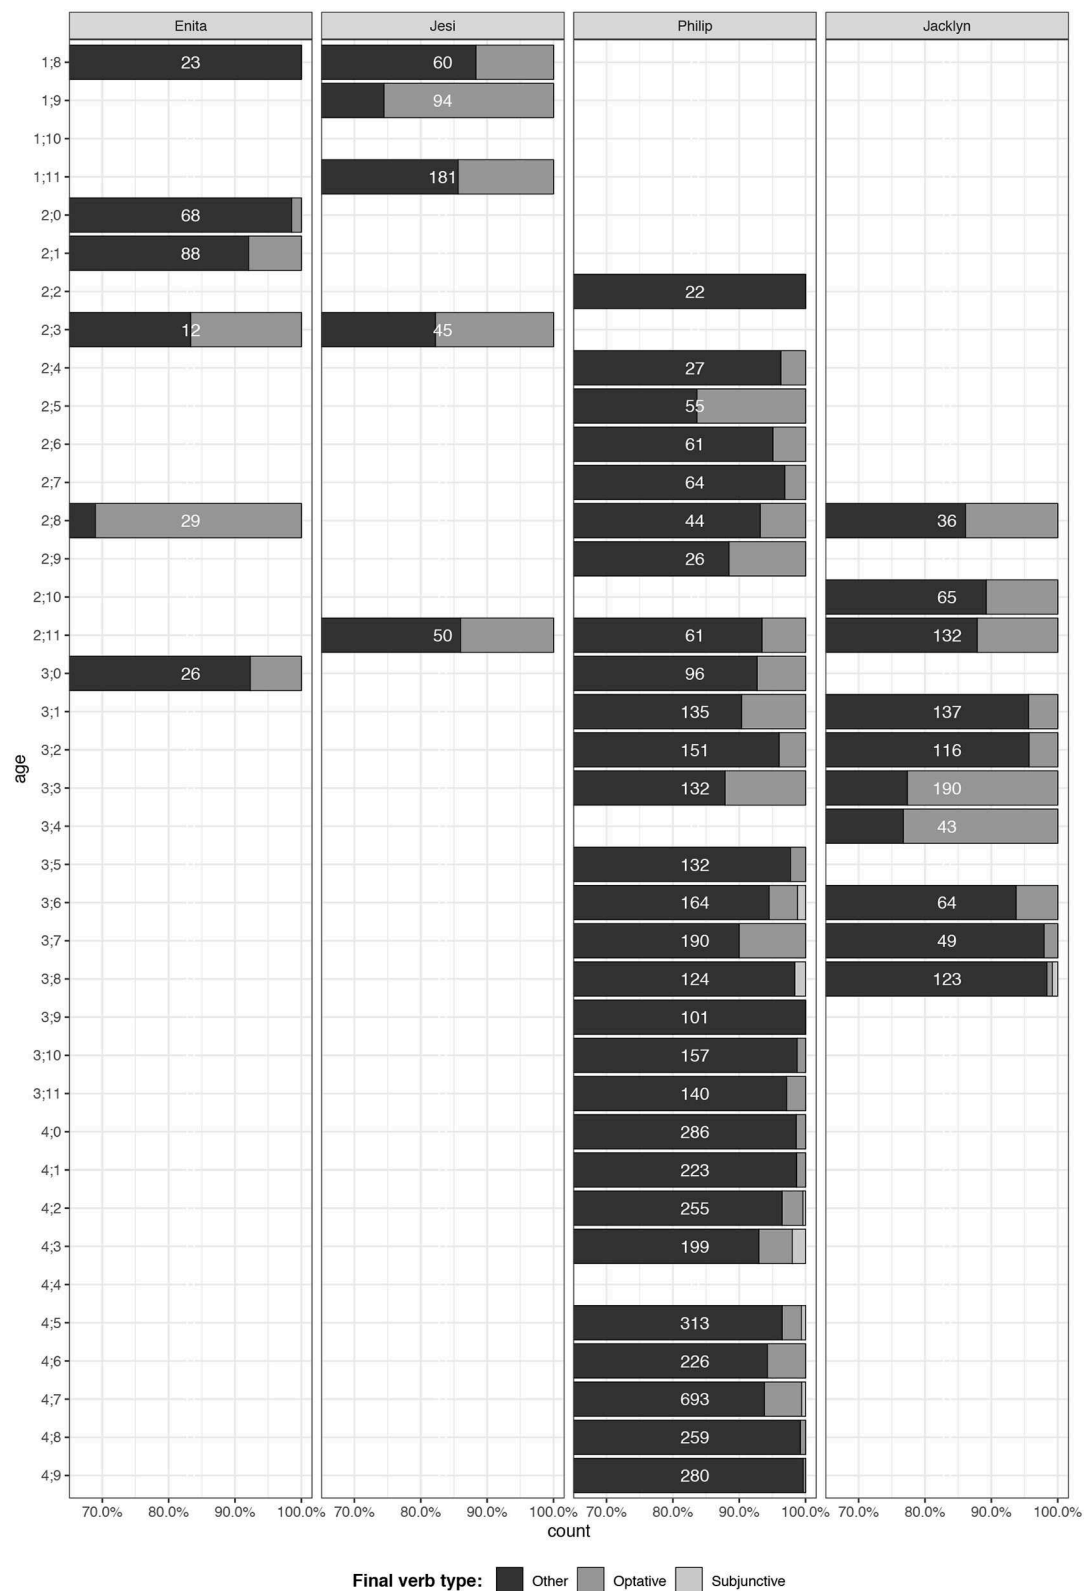 Enita Jesi Philip Jacklyn
1;8 23 60
1;9 94
1;10
1;11 181
2;0 68
2;1 88
2;2 22
2;3 12 45
2;4 27
2;5 55
2;6 61
2;7 64
2;8 29 44 36
2;9 26
2;10 65
2;11 50 61 132
3;0 26 96
3;1 135 137
3;2 151 116
age
3;3 132 190
3;4 43
3;5 132
3;6 164 64
3;7 190 49
3;8 124 123
3;9 101
3;10 157
3;11 140
4;0 286
4;1 223
4;2 255
4;3 199
4;4
4;5 313
4;6 226
4;7 693
4;8 259
4;9 280
70.0% 80.0% 90.0% 100.0% 70.0% 80.0% 90.0% 100.0% 70.0% 80.0% 90.0% 100.0% 70.0% 80.0% 90.0% 100.0%
count
Final verb type: Other Optative Subjunctive